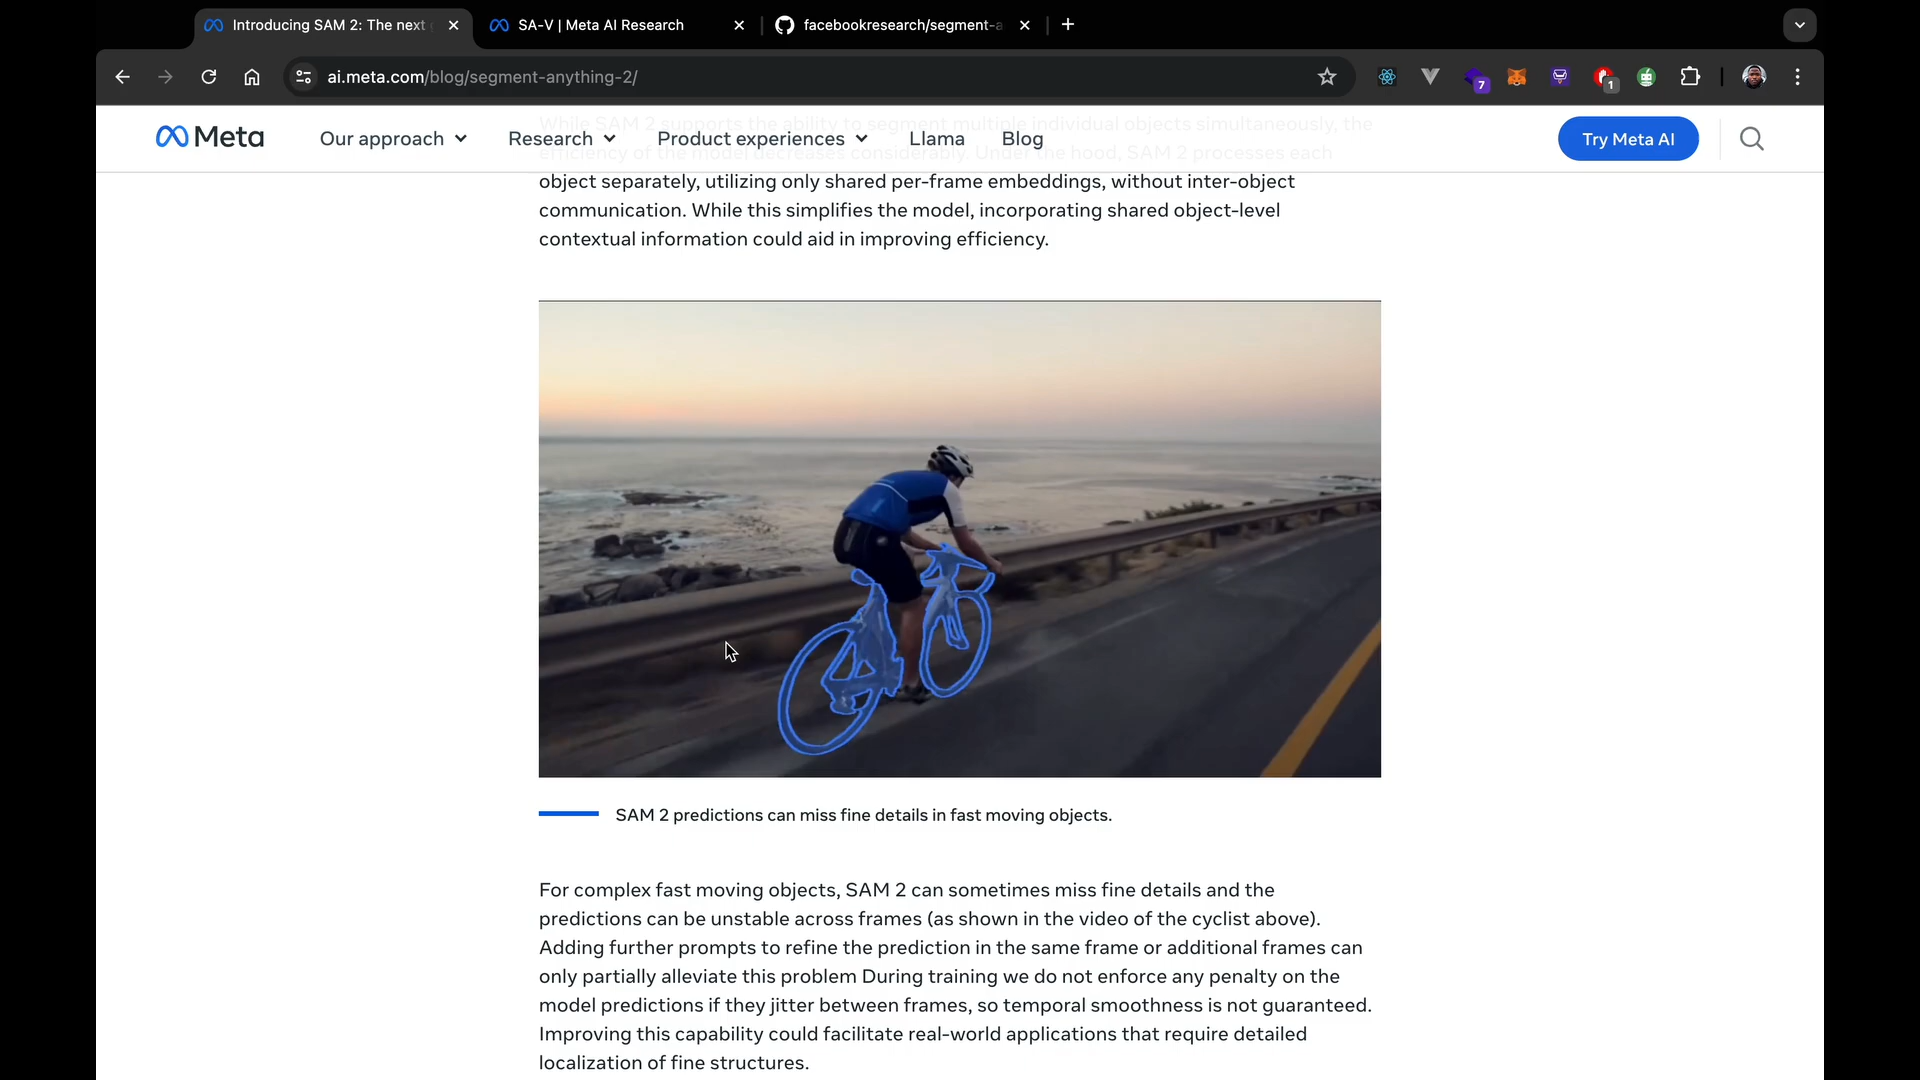 Introducing SAM 2: The next
SA-V | Meta AI Research
facebookresearch/segment-a
ai.meta.com/blog/segment-anything-2/
7
1
Meta
Our approach
Research
Product experiences
Llama
Blog
Try Meta AI
While SAM 2 supports the ability to segment multiple individual objects simultaneously, the
efficiency of the model decreases considerably. Under the hood, SAM 2 processes each
object separately, utilizing only shared per-frame embeddings, without inter-object
communication. While this simplifies the model, incorporating shared object-level
contextual information could aid in improving efficiency.
SAM 2 predictions can miss fine details in fast moving objects.
For complex fast moving objects, SAM 2 can sometimes miss fine details and the
predictions can be unstable across frames (as shown in the video of the cyclist above).
Adding further prompts to refine the prediction in the same frame or additional frames can
only partially alleviate this problem During training we do not enforce any penalty on the
model predictions if they jitter between frames, so temporal smoothness is not guaranteed.
Improving this capability could facilitate real-world applications that require detailed
localization of fine structures.